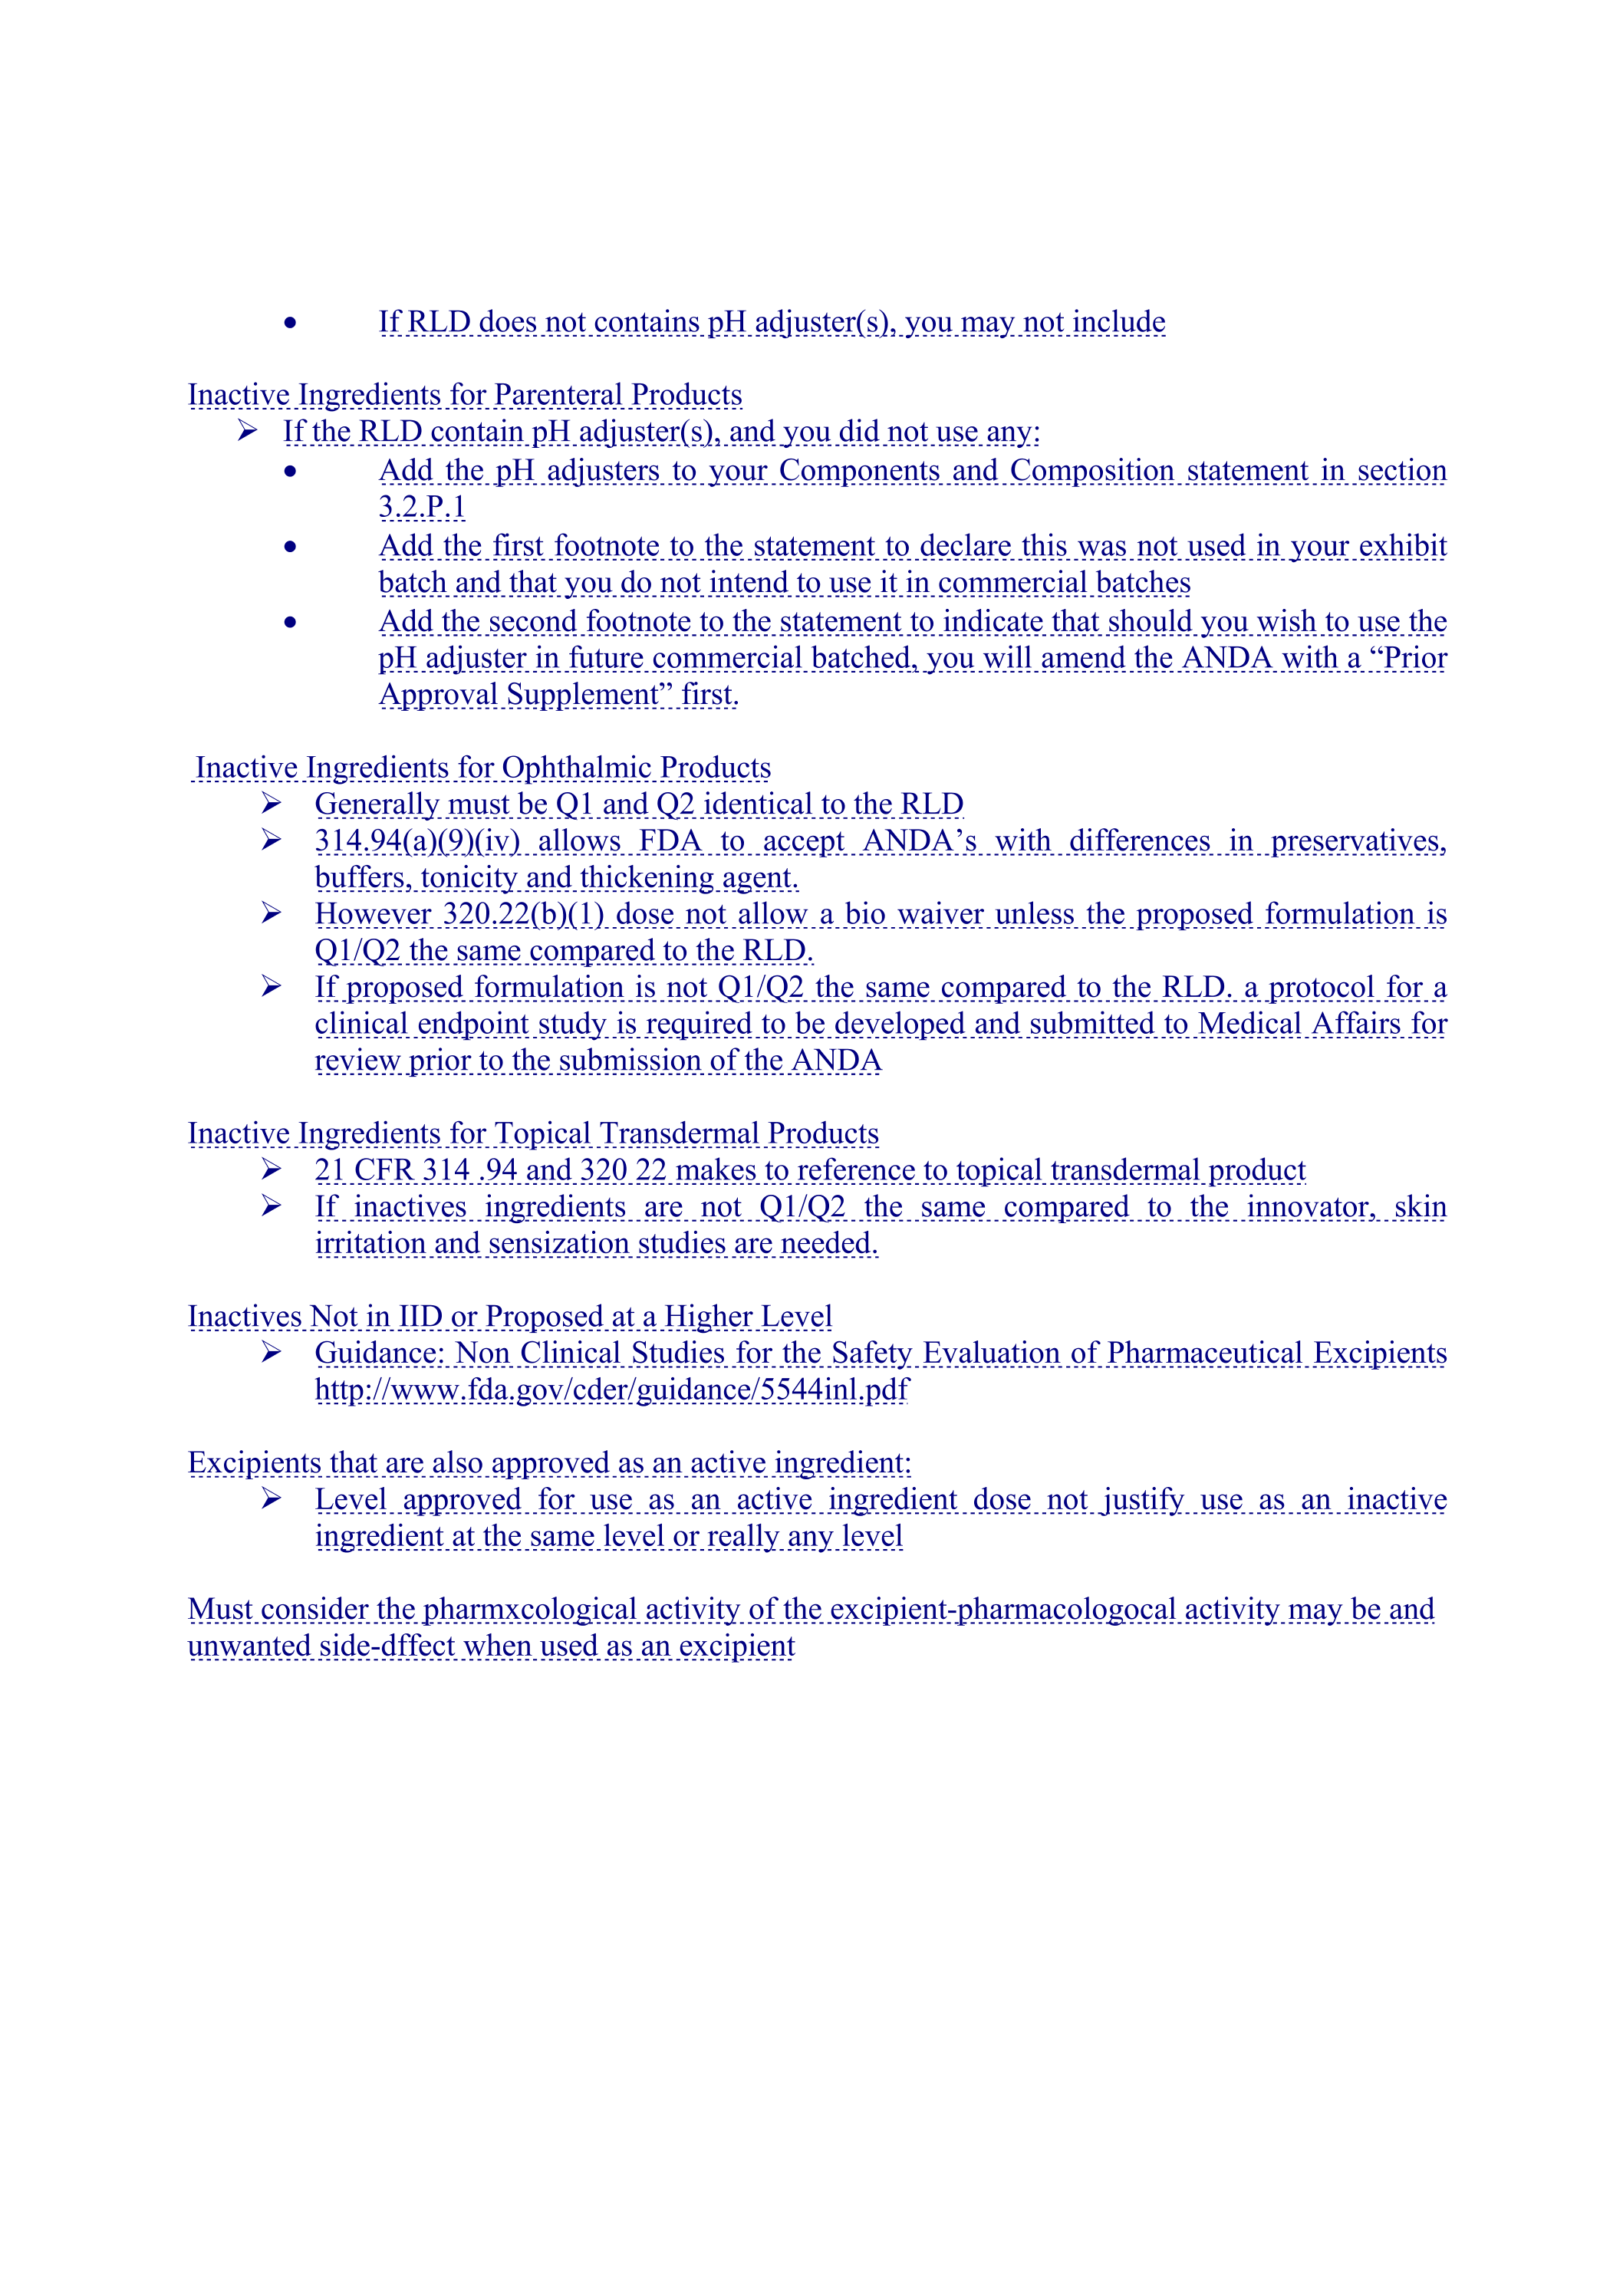 • If RLD does not contains pH adjuster(s), you may not include
Inactive Ingredients for Parenteral Products
➢ If the RLD contain pH adjuster(s), and you did not use any:
• Add the pH adjusters to your Components and Composition statement in section
3.2.P.1
• Add the first footnote to the statement to declare this was not used in your exhibit
batch and that you do not intend to use it in commercial batches
• Add the second footnote to the statement to indicate that should you wish to use the
pH adjuster in future commercial batched, you will amend the ANDA with a “Prior
Approval Supplement” first.
Inactive Ingredients for Ophthalmic Products
➢ Generally must be Q1 and Q2 identical to the RLD
➢ 314.94(a)(9)(iv) allows FDA to accept ANDA’s with differences in preservatives,
buffers, tonicity and thickening agent.
➢ However 320.22(b)(1) dose not allow a bio waiver unless the proposed formulation is
Q1/Q2 the same compared to the RLD.
➢ If proposed formulation is not Q1/Q2 the same compared to the RLD. a protocol for a
clinical endpoint study is required to be developed and submitted to Medical Affairs for
review prior to the submission of the ANDA
Inactive Ingredients for Topical Transdermal Products
➢ 21 CFR 314 .94 and 320 22 makes to reference to topical transdermal product
➢ If inactives ingredients are not Q1/Q2 the same compared to the innovator, skin
irritation and sensization studies are needed.
Inactives Not in IID or Proposed at a Higher Level
➢ Guidance: Non Clinical Studies for the Safety Evaluation of Pharmaceutical Excipients
http://www.fda.gov/cder/guidance/5544inl.pdf
Excipients that are also approved as an active ingredient:
➢ Level approved for use as an active ingredient dose not justify use as an inactive
ingredient at the same level or really any level
Must consider the pharmxcological activity of the excipient-pharmacologocal activity may be and
unwanted side-dffect when used as an excipient